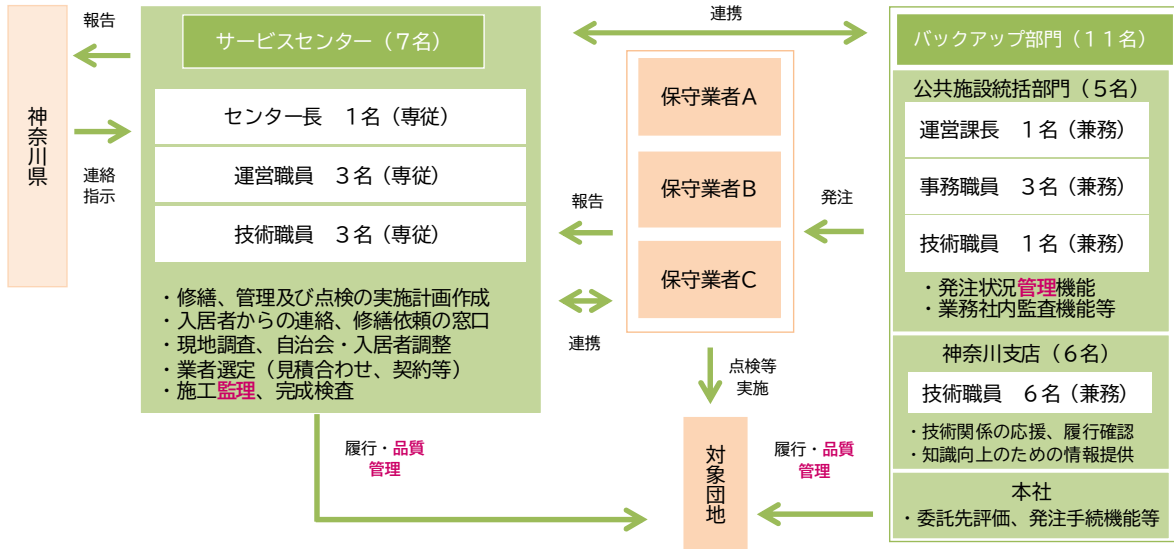 報告
神奈川県
連絡
指示
サービスセンター（７名）
センター長　１名（専従）
運営職員　３名（専従）
技術職員　３名（専従）
・修繕、管理及び点検の実施計画作成
・入居者からの連絡、修繕依頼の窓口
・現地調査、自治会・入居者調整
・業者選定（見積合わせ、契約等）
・施工監理、完成検査
連携
保守業者Ａ
保守業者Ｂ
保守業者Ｃ
報告
連携
発注
点検等
実施
バックアップ部門（１１名）
公共施設統括部門（５名）
運営課長　１名（兼務）
事務職員　３名（兼務）
技術職員　１名（兼務）
・発注状況管理機能
・業務社内監査機能等
神奈川支店（６名）
技術職員　６名（兼務）
・技術関係の応援、履行確認
・知識向上のための情報提供
本社
・委託先評価、発注手続機能等
履行・品質
管理
対象団地
履行・品質
管理